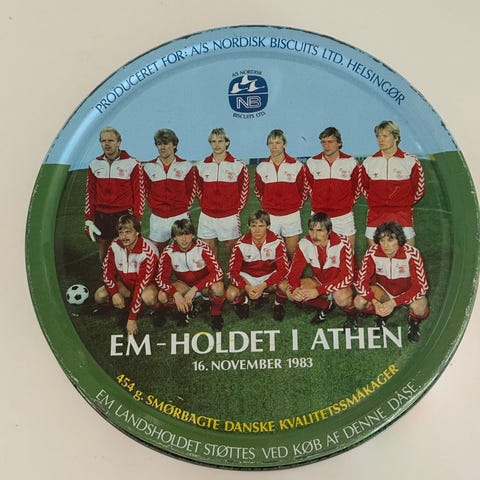 PRODUCERET FOR: A/S NORDISK BISCUITS LTD. HELSINGØR
A/S NORDISK
NB
BISCUITS LTD.
EM-HOLDET I ATHEN
16. NOVEMBER 1983
454 g. SMØRBAGTE DANSKE KVALITETSSMÅKAGER
EM LANDSHOLDET STØTTES VED KØB AF DENNE DÅSE.